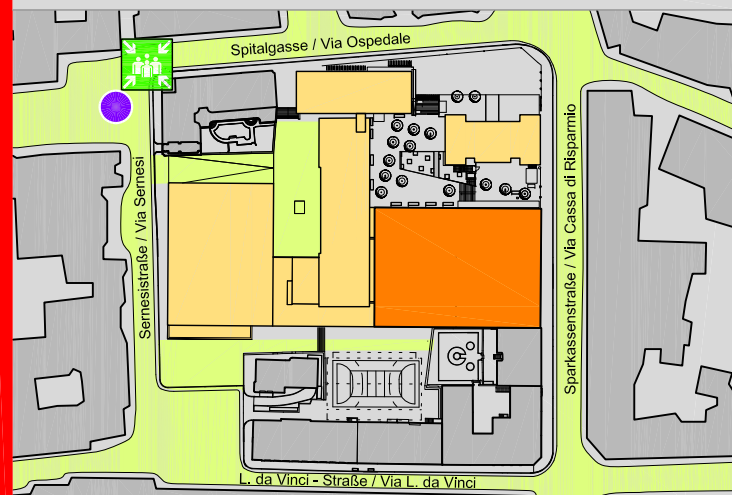 Spitalgasse / Via Ospedale
Sernesistraße / Via Sernesi
Sparkassenstraße / Via Cassa di Risparmio
L. da Vinci - Straße / Via L. da Vinci